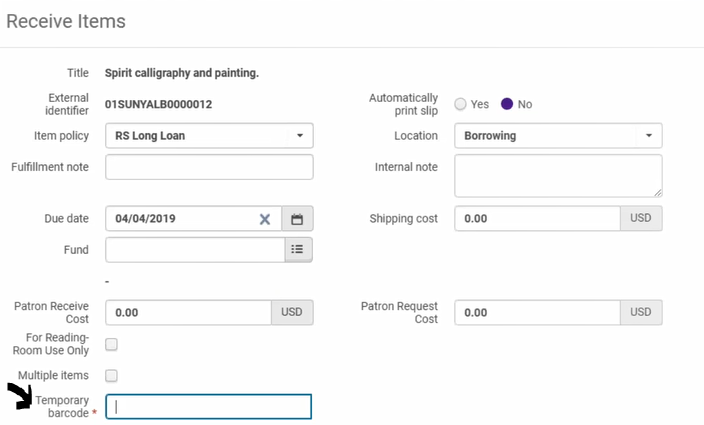 Receive Items
Title Spirit calligraphy and painting.
External identifier 01SUNYALB0000012
Automatically print slip Yes No
Item policy RS Long Loan
Location Borrowing
Fulfillment note
Internal note
Due date 04/04/2019
Shipping cost 0.00 USD
Fund
-
Patron Receive Cost 0.00 USD
Patron Request Cost 0.00 USD
For Reading-
Room Use Only
Multiple items
Temporary
barcode *